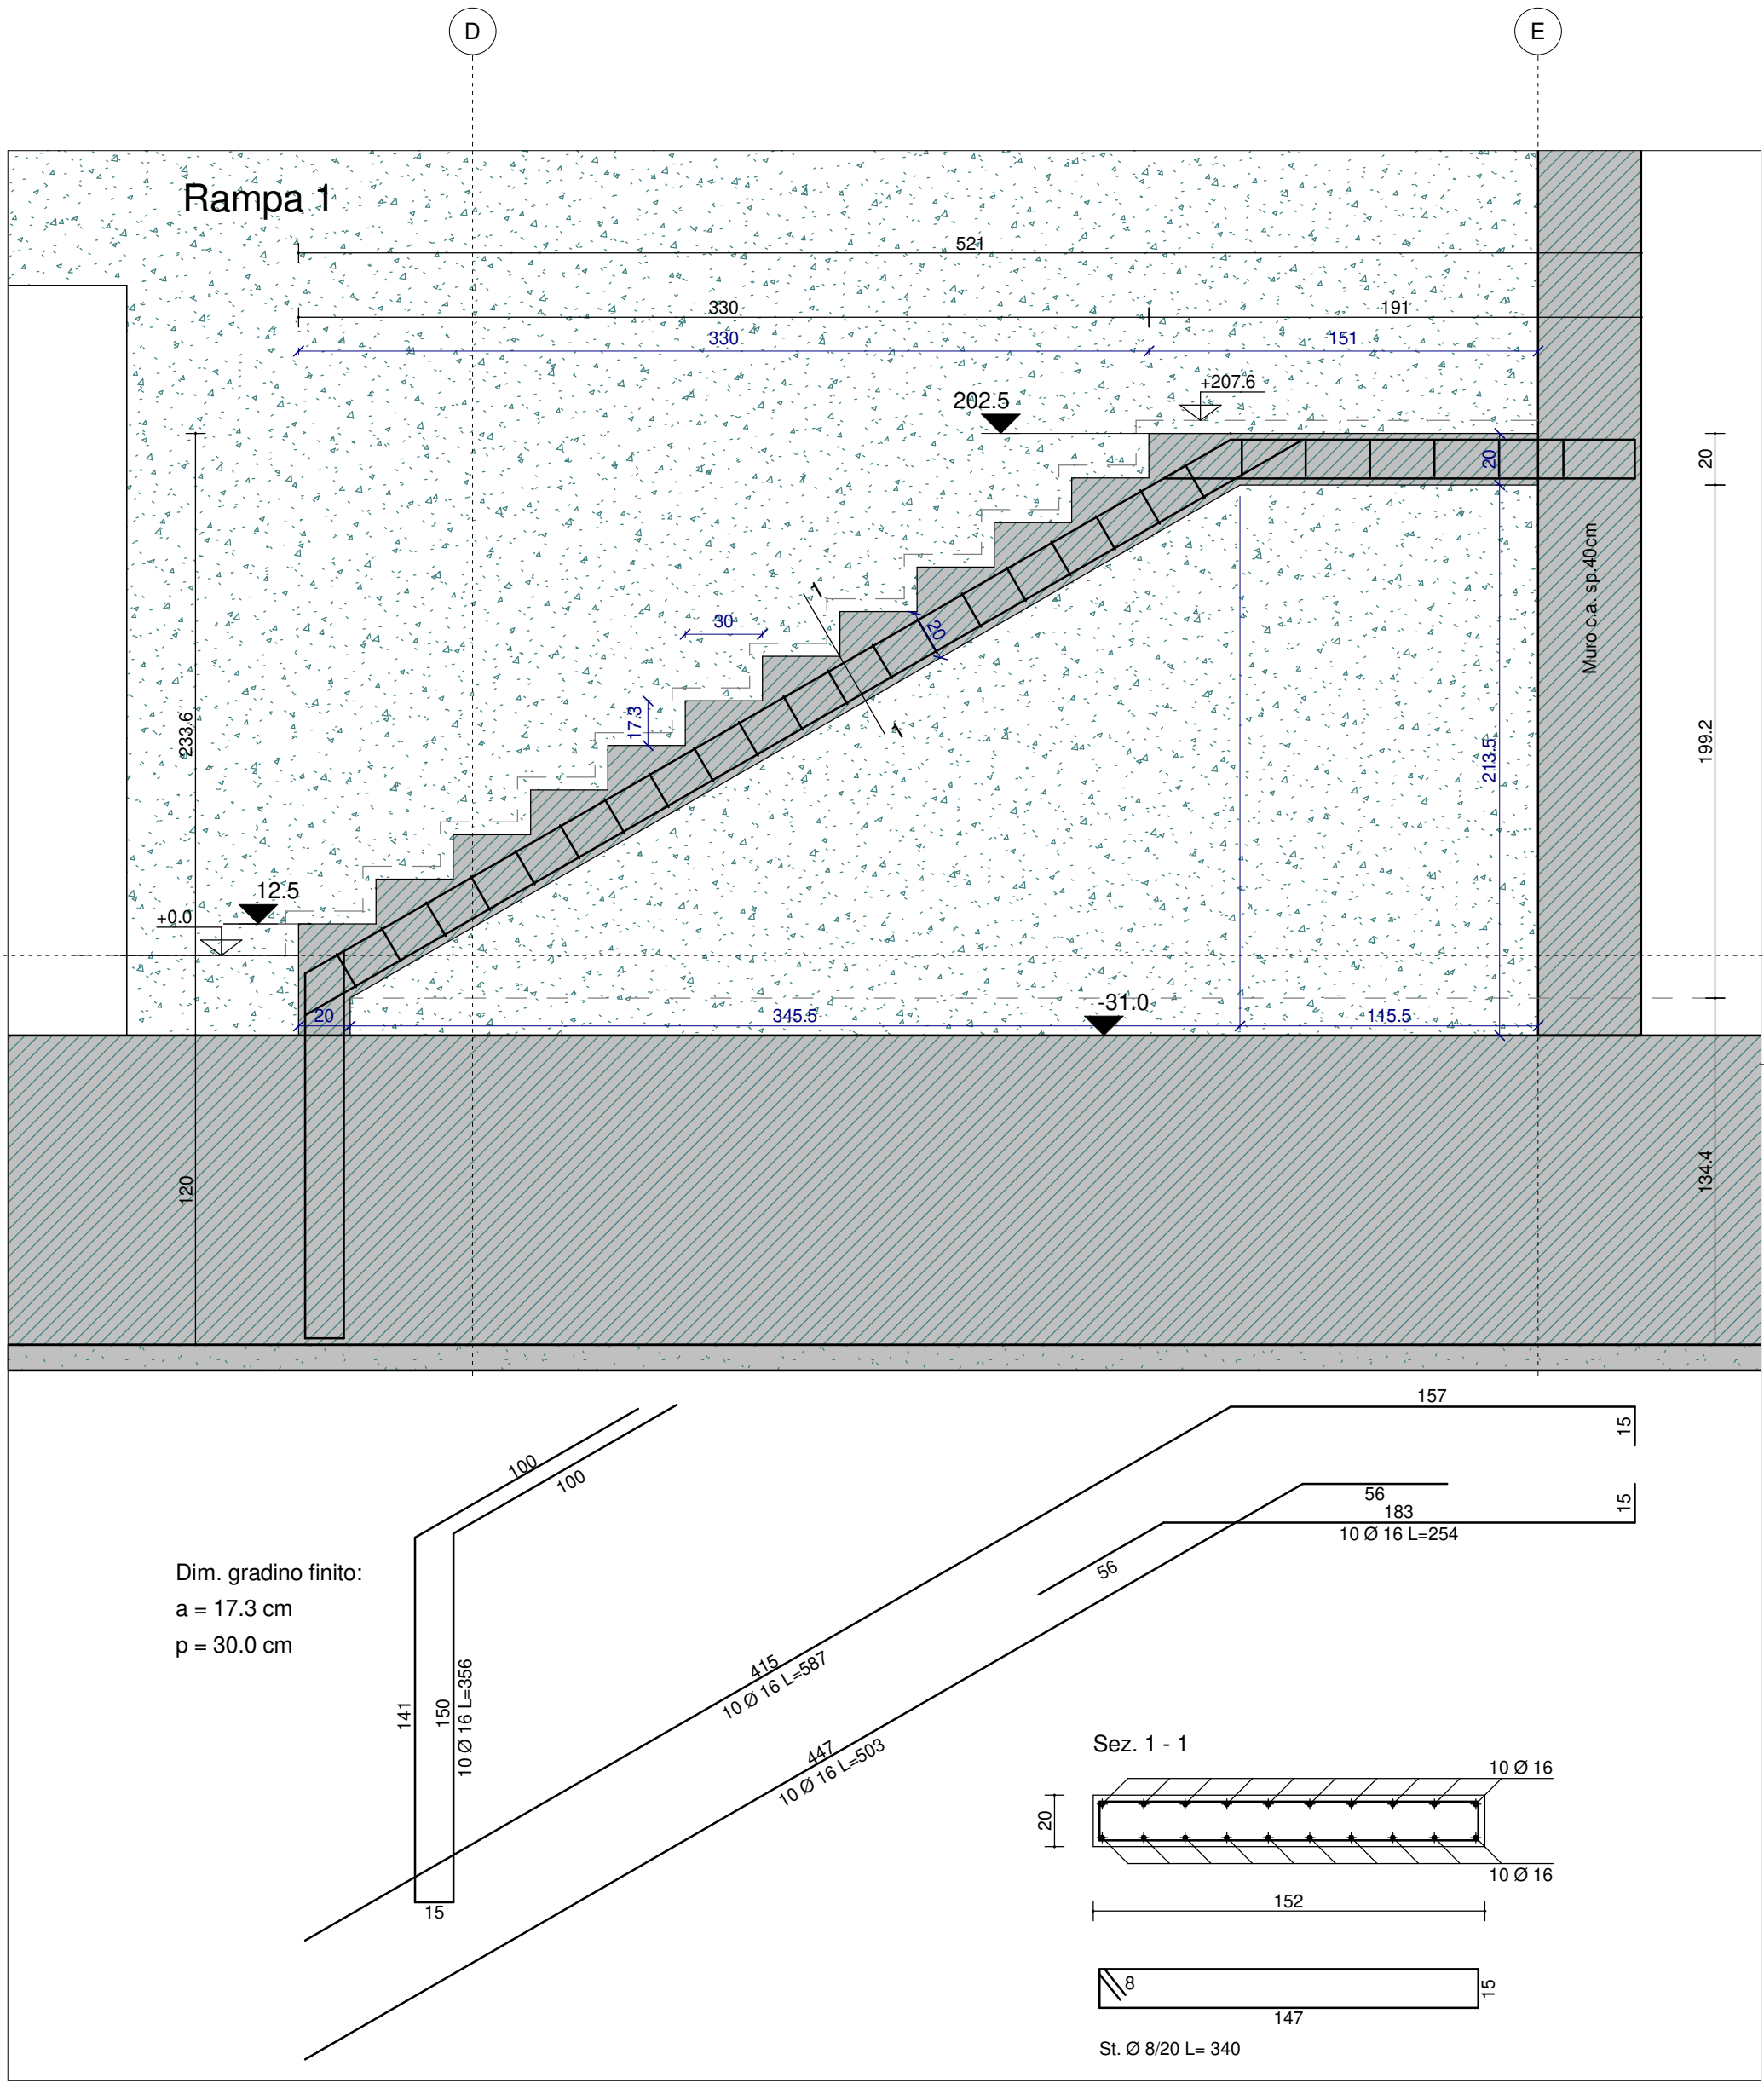 D
E
Rampa 1
521
330
191
330
151
+207.6
202.5
20
20
Muro c.a. sp.40cm
1
30
20
17.3
1
233.6
213.5
199.2
12.5
+0.0
-31.0
20
345.5
115.5
120
134.4
157
15
100
100
56
15
183
10 Ø 16 L=254
56
Dim. gradino finito:
a = 17.3 cm
p = 30.0 cm
415
10 Ø 16 L=587
141
150
10 Ø 16 L=356
447
10 Ø 16 L=503
15
Sez. 1 - 1
10 Ø 16
20
10 Ø 16
152
8
15
147
St. Ø 8/20 L= 340